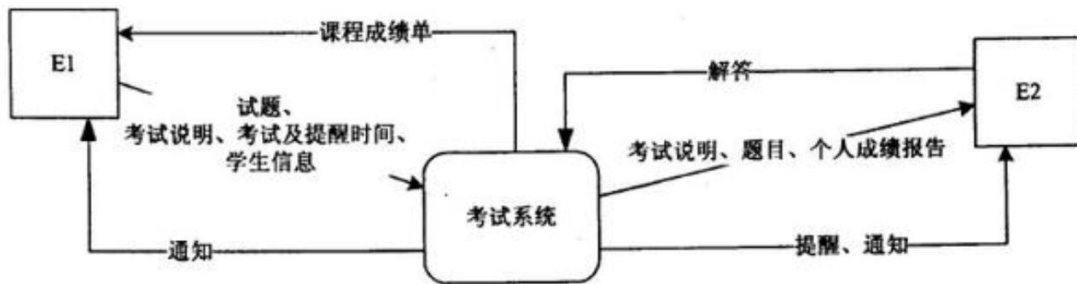 课程成绩单
E1
解答
E2
试题、
考试说明、考试及提醒时间、
学生信息
考试说明、题目、个人成绩报告
考试系统
通知
提醒、通知